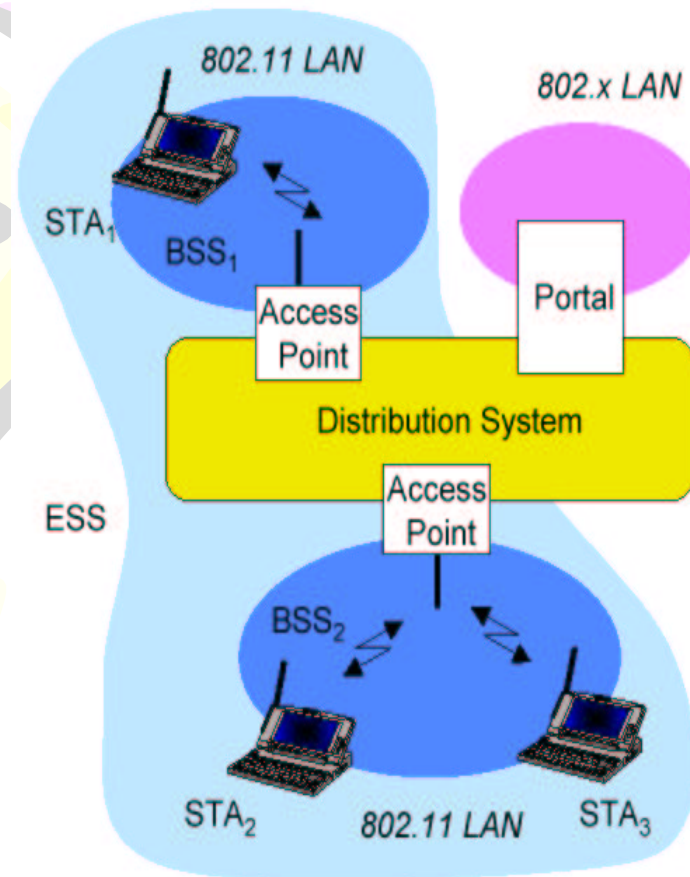 802.11 LAN
802.x LAN
STA₁
BSS₁
Access
Point
Portal
Distribution System
ESS
Access
Point
BSS₂
STA₂
802.11 LAN
STA₃